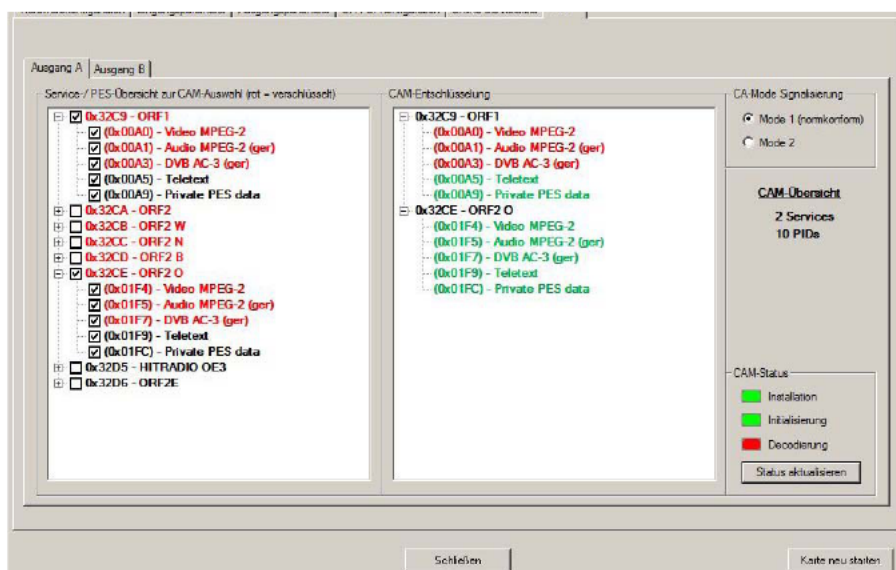 Ausgang A
Ausgang B
Service-/ PES-Übersicht zur CAM-Auswahl (rot = verschlüsselt)
0x32C9 - ORF1
(0x00A0) - Video MPEG-2
(0x00A1) - Audio MPEG-2 (ger)
(0x00A3) - DVB AC-3 (ger)
(0x00A5) - Teletext
(0x00A9) - Private PES data
0x32CA - ORF2
0x32CB - ORF2 W
0x32CC - ORF2 N
0x32CD - ORF2 B
0x32CE - ORF2 O
(0x01F4) - Video MPEG-2
(0x01F5) - Audio MPEG-2 (ger)
(0x01F7) - DVB AC-3 (ger)
(0x01F9) - Teletext
(0x01FC) - Private PES data
0x32D5 - HITRADIO OE3
0x32D6 - ORF2E
CAM-Entschlüsselung
0x32C9 - ORF1
(0x00A0) - Video MPEG-2
(0x00A1) - Audio MPEG-2 (ger)
(0x00A3) - DVB AC-3 (ger)
(0x00A5) - Teletext
(0x00A9) - Private PES data
0x32CE - ORF2 O
(0x01F4) - Video MPEG-2
(0x01F5) - Audio MPEG-2 (ger)
(0x01F7) - DVB AC-3 (ger)
(0x01F9) - Teletext
(0x01FC) - Private PES data
CA-Mode Signalisierung
Mode 1 (normkonform)
Mode 2
CAM-Übersicht
2 Services
10 PIDs
CAM-Status
Installation
Initialisierung
Decodierung
Status aktualisieren
Schließen
Karte neu starten